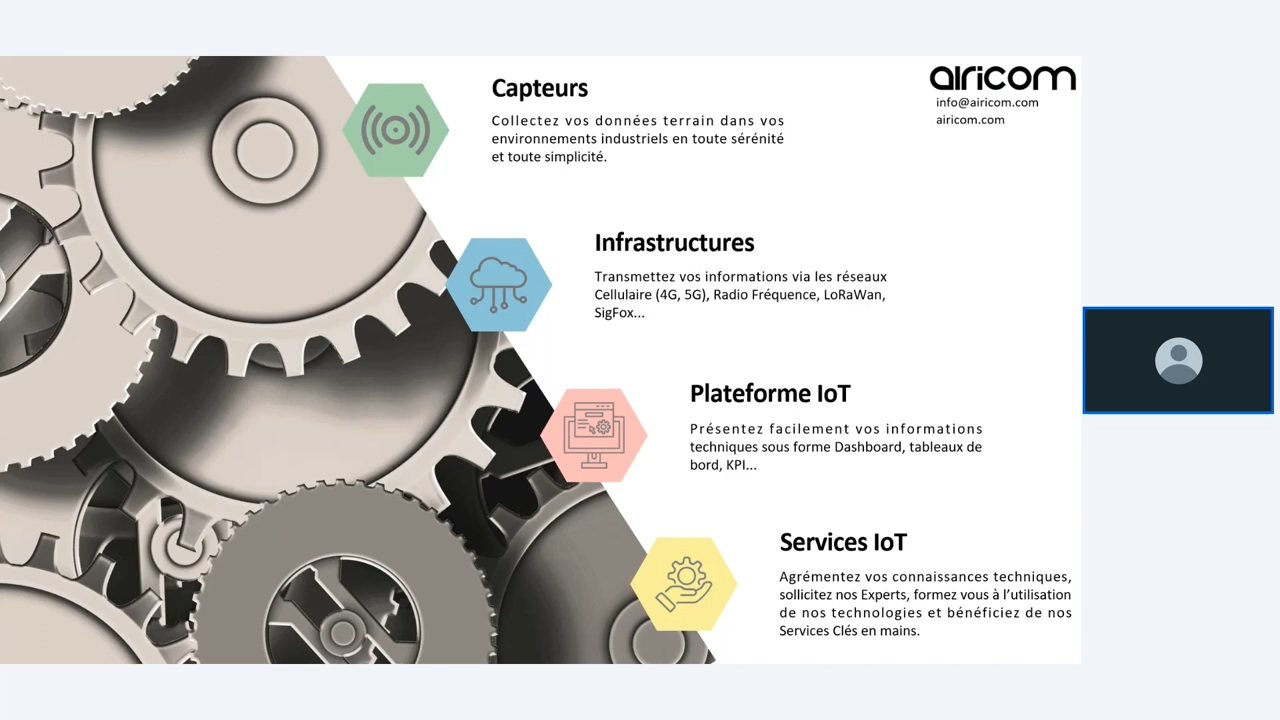 airicom
info@airicom.com
airicom.com
Capteurs
Collectez vos données terrain dans vos
environnements industriels en toute sérénité
et toute simplicité.
Infrastructures
Transmettez vos informations via les réseaux
Cellulaire (4G, 5G), Radio Fréquence, LoRaWan,
SigFox...
Plateforme IoT
Présentez facilement vos informations
techniques sous forme Dashboard, tableaux de
bord, KPI...
Services IoT
Agrémentez vos connaissances techniques,
sollicitez nos Experts, formez vous à l’utilisation
de nos technologies et bénéficiez de nos
Services Clés en mains.